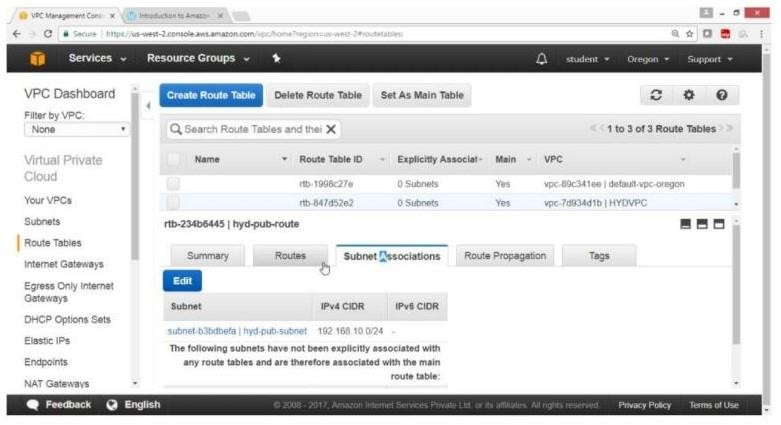 VPC Management Cons
Introduction to Amazon
Secure
https://us-west-2.console.aws.amazon.com/vpc/home?region=us-west-2#routetables:
Services
Resource Groups
student
Oregon
Support
VPC Dashboard
Filter by VPC:
None
Virtual Private
Cloud
Your VPCs
Subnets
Route Tables
Internet Gateways
Egress Only Internet
Gateways
DHCP Options Sets
Elastic IPs
Endpoints
NAT Gateways
Create Route Table
Delete Route Table
Set As Main Table
Search Route Tables and thei X
1 to 3 of 3 Route Tables
Name Route Table ID Explicitly Associat Main VPC
rtb-1998c27e 0 Subnets Yes vpc-89c341ee | default-vpc-oregon
rtb-847d52e2 0 Subnets Yes vpc-7d934d1b | HYDVPC
rtb-234b6445 | hyd-pub-route
Summary Routes Subnet Associations Route Propagation Tags
Edit
Subnet IPv4 CIDR IPv6 CIDR
subnet-b3bdbefa | hyd-pub-subnet 192.168.10.0/24 -
The following subnets have not been explicitly associated with
any route tables and are therefore associated with the main
route table:
Feedback
English
© 2008 - 2017, Amazon Internet Services Private Ltd. or its affiliates. All rights reserved.
Privacy Policy
Terms of Use